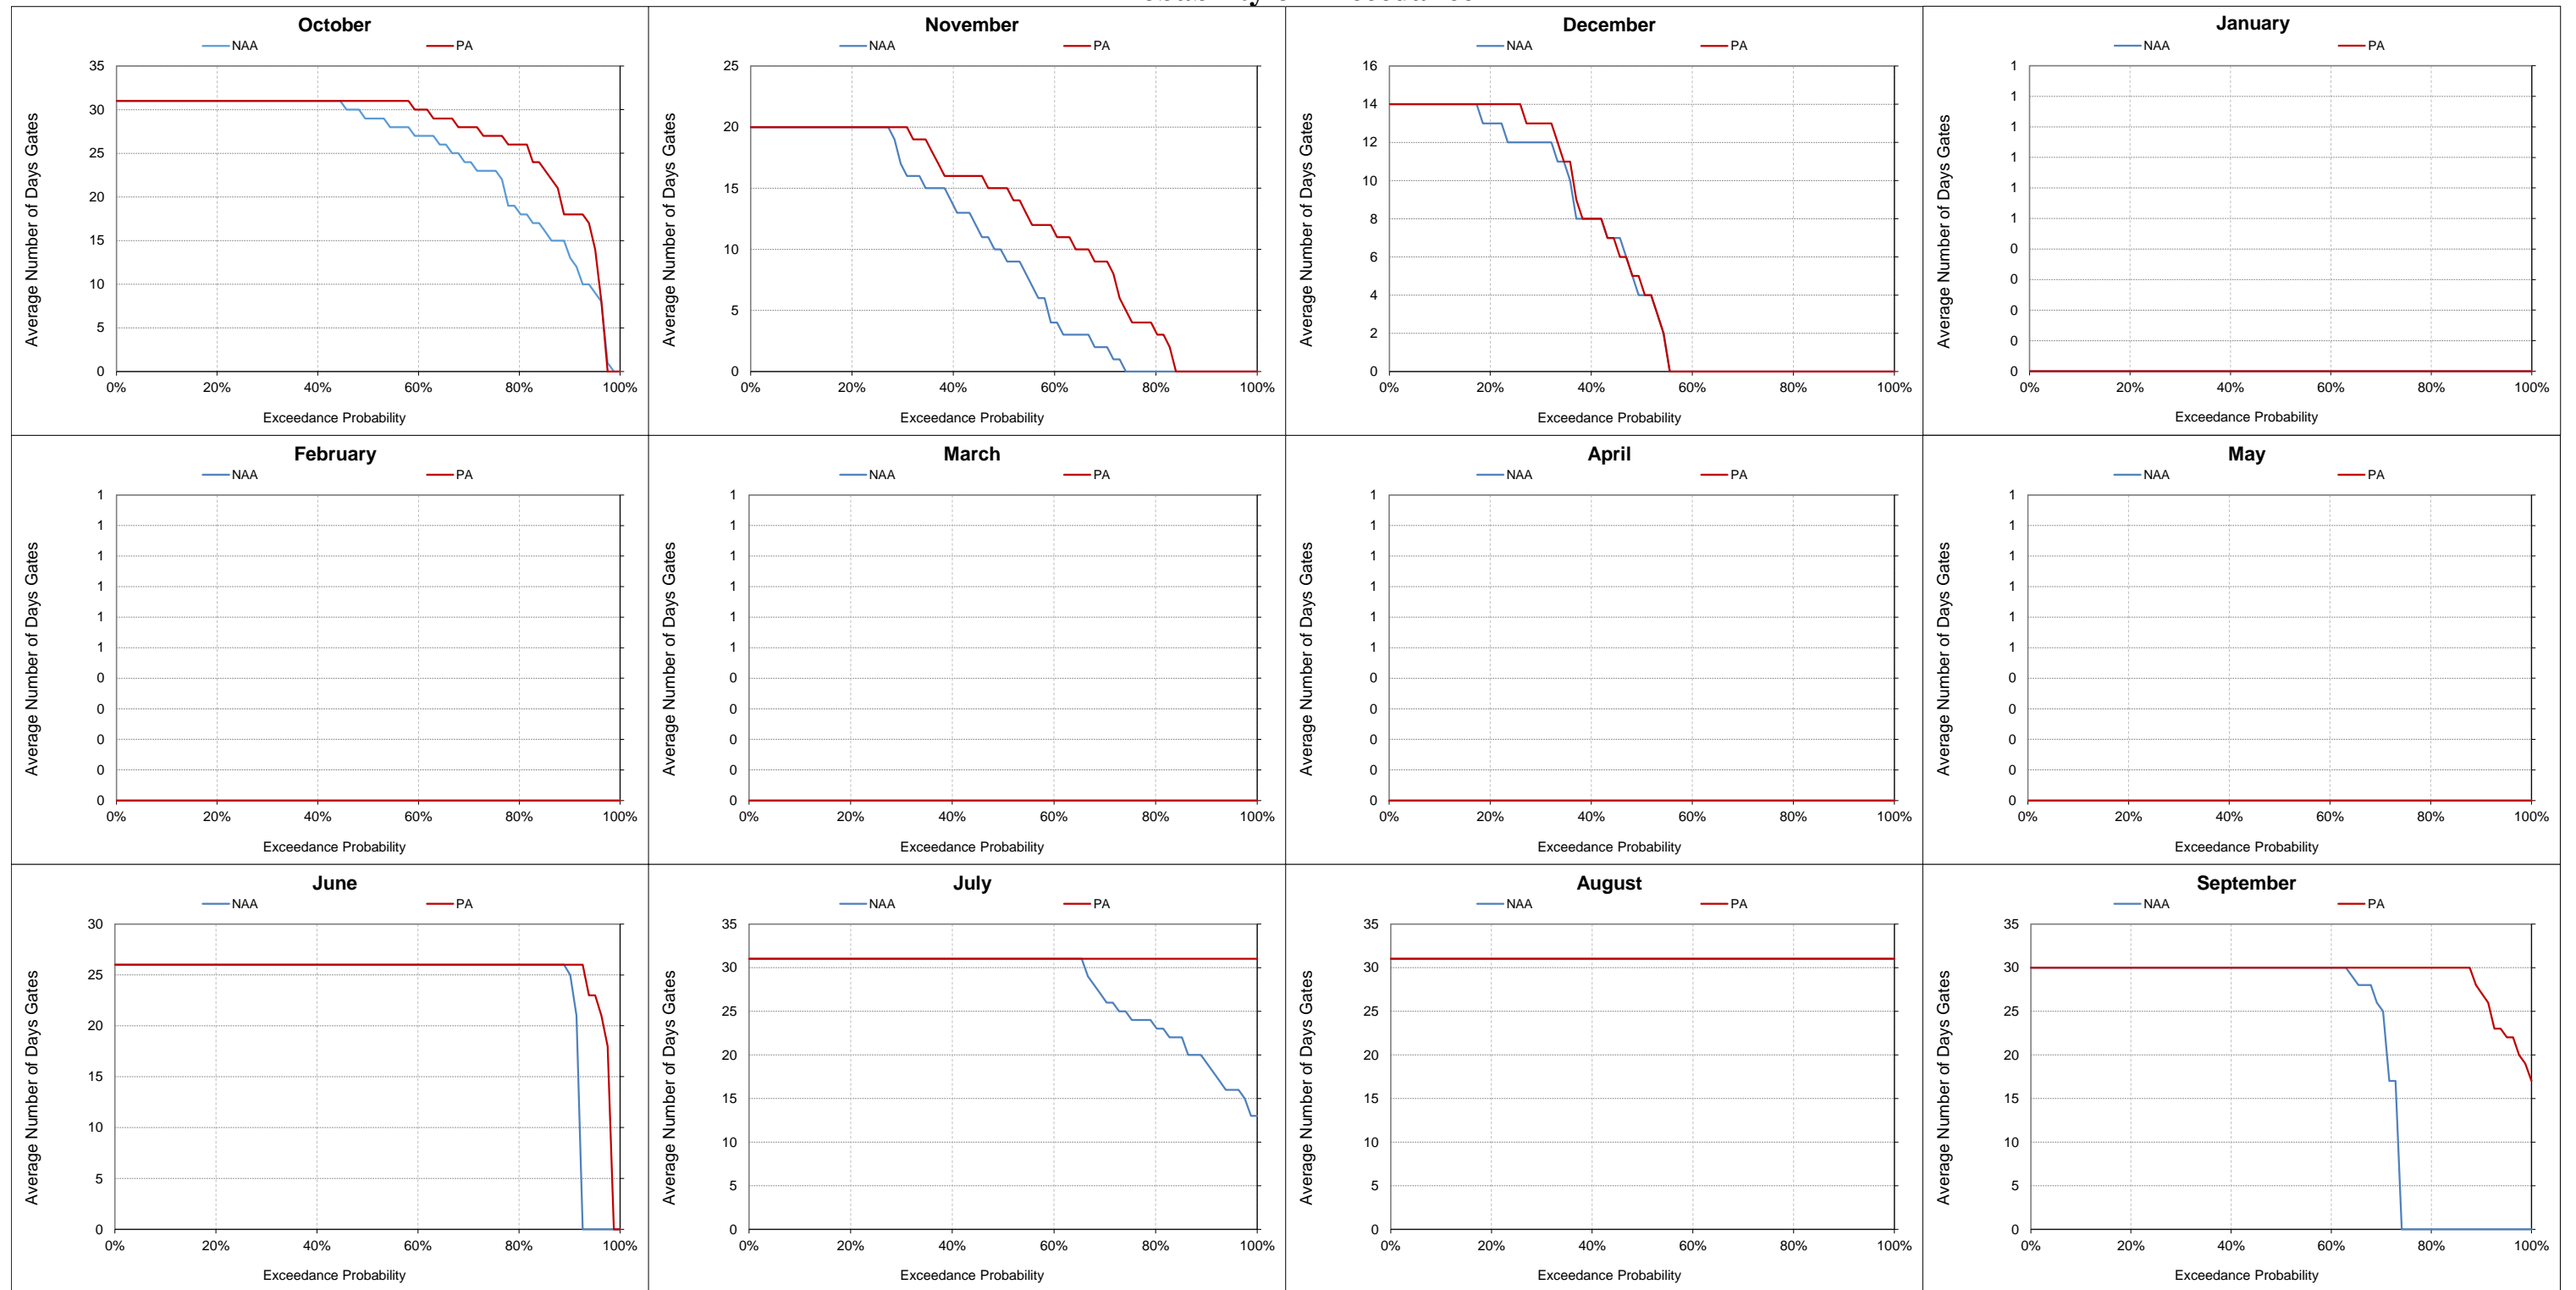 October
NAA PA
35
30
25
20
15
10
5
0
0% 20% 40% 60% 80% 100%
Average Number of Days Gates
Exceedance Probability
November
NAA PA
25
20
15
10
5
0
0% 20% 40% 60% 80% 100%
Average Number of Days Gates
Exceedance Probability
December
NAA PA
16
14
12
10
8
6
4
2
0
0% 20% 40% 60% 80% 100%
Average Number of Days Gates
Exceedance Probability
January
NAA PA
1
1
1
1
1
1
0
0
0
0
0
0% 20% 40% 60% 80% 100%
Average Number of Days Gates
Exceedance Probability
February
NAA PA
1
1
1
1
1
1
0
0
0
0
0
0% 20% 40% 60% 80% 100%
Average Number of Days Gates
Exceedance Probability
March
NAA PA
1
1
1
1
1
1
0
0
0
0
0
0% 20% 40% 60% 80% 100%
Average Number of Days Gates
Exceedance Probability
April
NAA PA
1
1
1
1
1
1
0
0
0
0
0
0% 20% 40% 60% 80% 100%
Average Number of Days Gates
Exceedance Probability
May
NAA PA
1
1
1
1
1
1
0
0
0
0
0
0% 20% 40% 60% 80% 100%
Average Number of Days Gates
Exceedance Probability
June
NAA PA
30
25
20
15
10
5
0
0% 20% 40% 60% 80% 100%
Average Number of Days Gates
Exceedance Probability
July
NAA PA
35
30
25
20
15
10
5
0
0% 20% 40% 60% 80% 100%
Average Number of Days Gates
Exceedance Probability
August
NAA PA
35
30
25
20
15
10
5
0
0% 20% 40% 60% 80% 100%
Average Number of Days Gates
Exceedance Probability
September
NAA PA
35
30
25
20
15
10
5
0
0% 20% 40% 60% 80% 100%
Average Number of Days Gates
Exceedance Probability